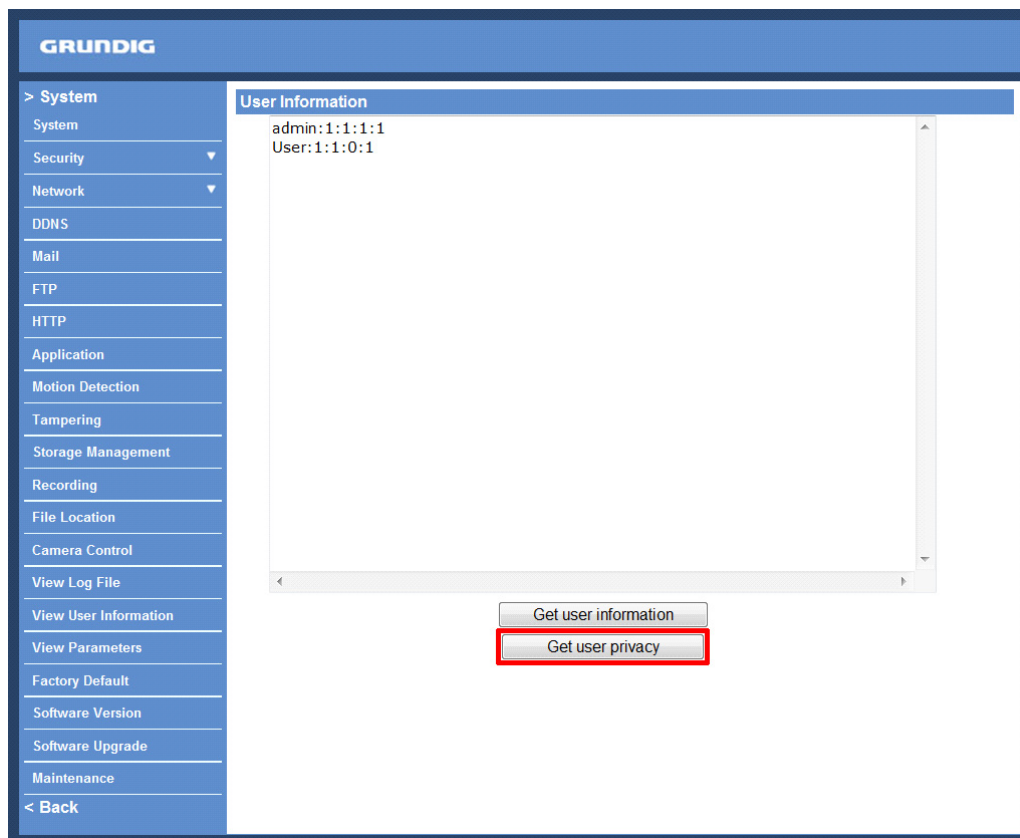 GRUNDIG
> System
System
Security
Network
DDNS
Mail
FTP
HTTP
Application
Motion Detection
Tampering
Storage Management
Recording
File Location
Camera Control
View Log File
View User Information
View Parameters
Factory Default
Software Version
Software Upgrade
Maintenance
< Back
User Information
admin:1:1:1:1
User:1:1:0:1
Get user information
Get user privacy